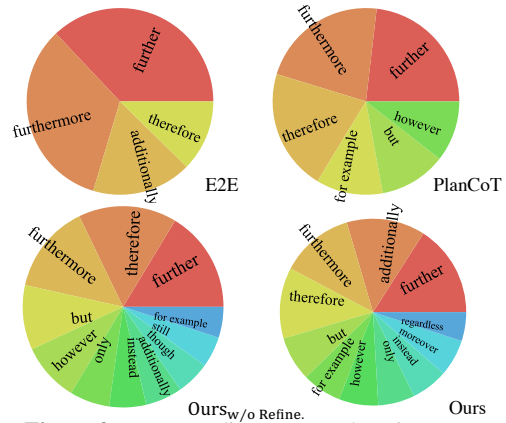 further
furthermore
additionally
therefore
E2E
further
furthermore
therefore
for example
but
however
PlanCoT
further
therefore
furthermore
but
however
only
instead
additionally
though
still
for example
Ours w/o Refine.
further
additionally
furthermore
therefore
but
for example
however
only
instead
moreover
regardless
Ours